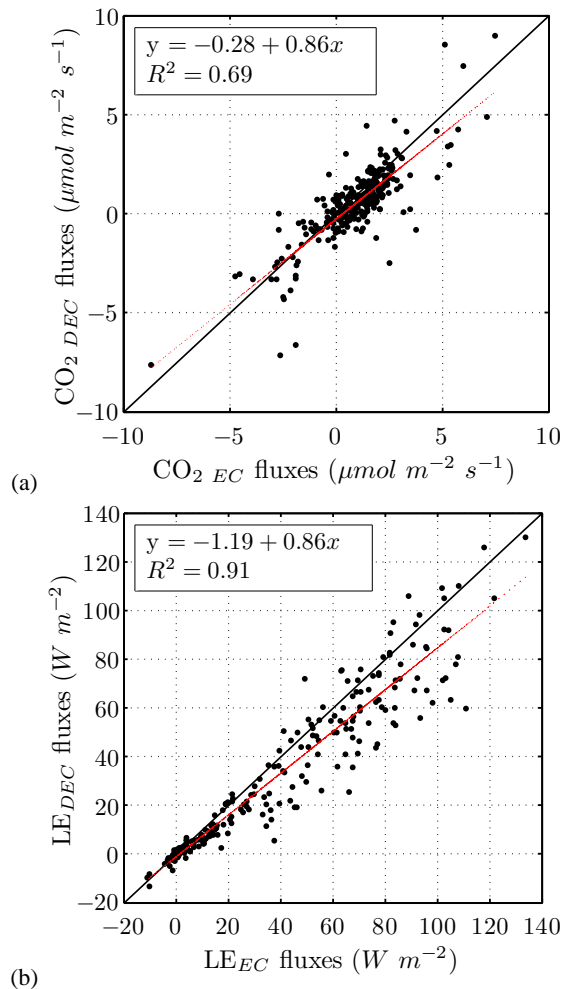 10
5
0
−5
−10
CO₂ DEC fluxes (μmol m⁻² s⁻¹)
y = −0.28 + 0.86x
R² = 0.69
−10 −5 0 5 10
CO₂ EC fluxes (μmol m⁻² s⁻¹)
(a)
140
120
100
80
60
40
20
0
−20
LE_DEC fluxes (W m⁻²)
y = −1.19 + 0.86x
R² = 0.91
−20 0 20 40 60 80 100 120 140
LE_EC fluxes (W m⁻²)
(b)